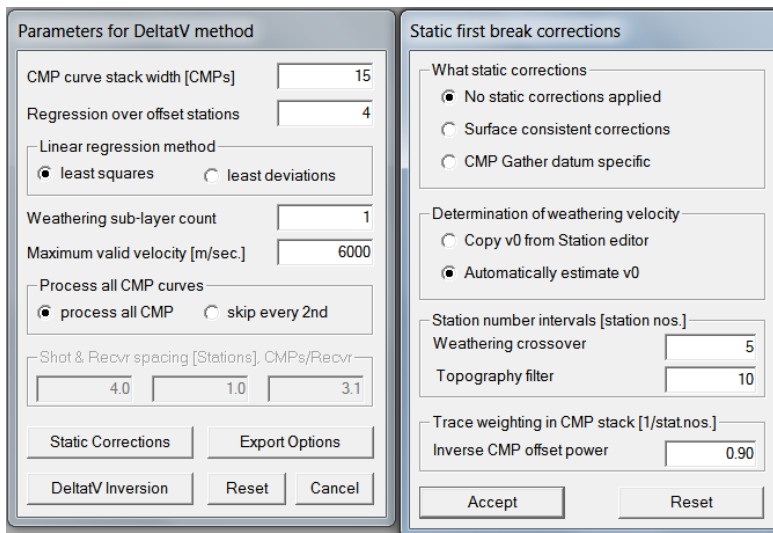 Parameters for DeltatV method
CMP curve stack width [CMPs] 15
Regression over offset stations 4
Linear regression method
least squares least deviations
Weathering sub-layer count 1
Maximum valid velocity [m/sec.] 6000
Process all CMP curves
process all CMP skip every 2nd
Shot & Recvr spacing [Stations], CMPs/Recvr
4.0 1.0 3.1
Static Corrections Export Options
DeltatV Inversion Reset Cancel
Static first break corrections
What static corrections
No static corrections applied
Surface consistent corrections
CMP Gather datum specific
Determination of weathering velocity
Copy v0 from Station editor
Automatically estimate v0
Station number intervals [station nos.]
Weathering crossover 5
Topography filter 10
Trace weighting in CMP stack [1/stat.nos.]
Inverse CMP offset power 0.90
Accept Reset